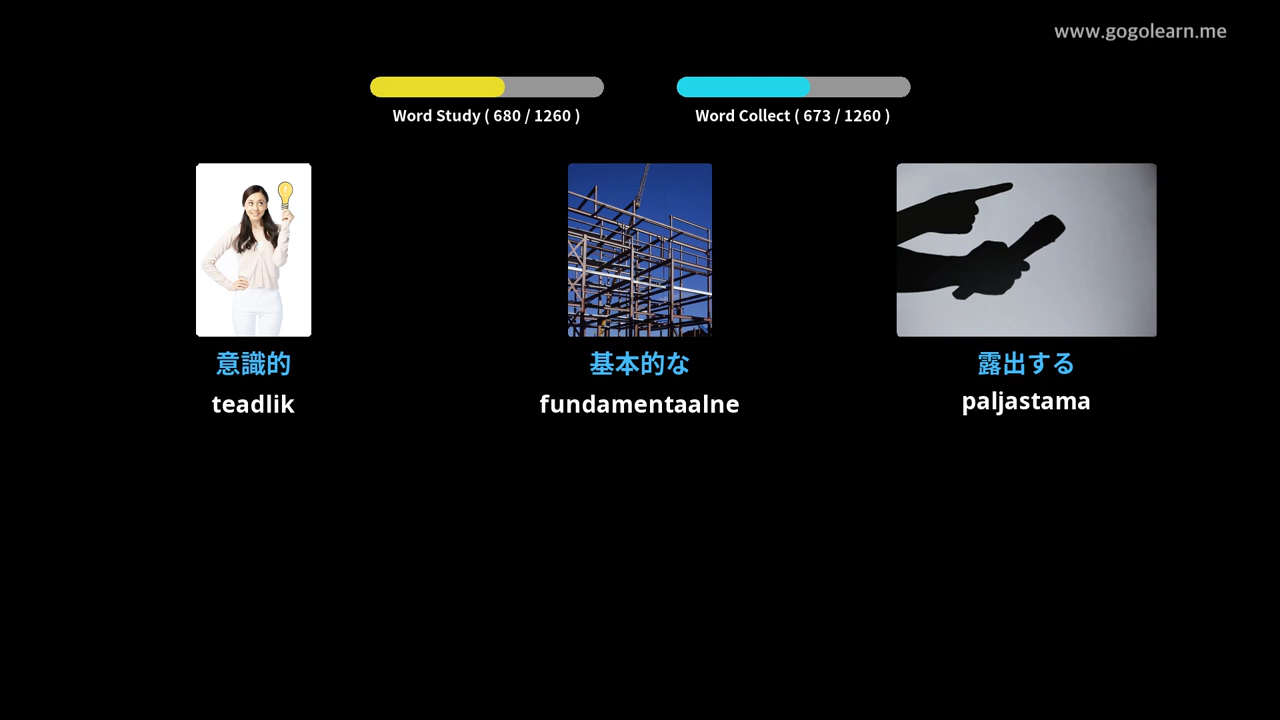 www.gogolearn.me
Word Study ( 680 / 1260 )
Word Collect ( 673 / 1260 )
意識的
teadlik
基本的な
fundamentaalne
露出する
paljastama